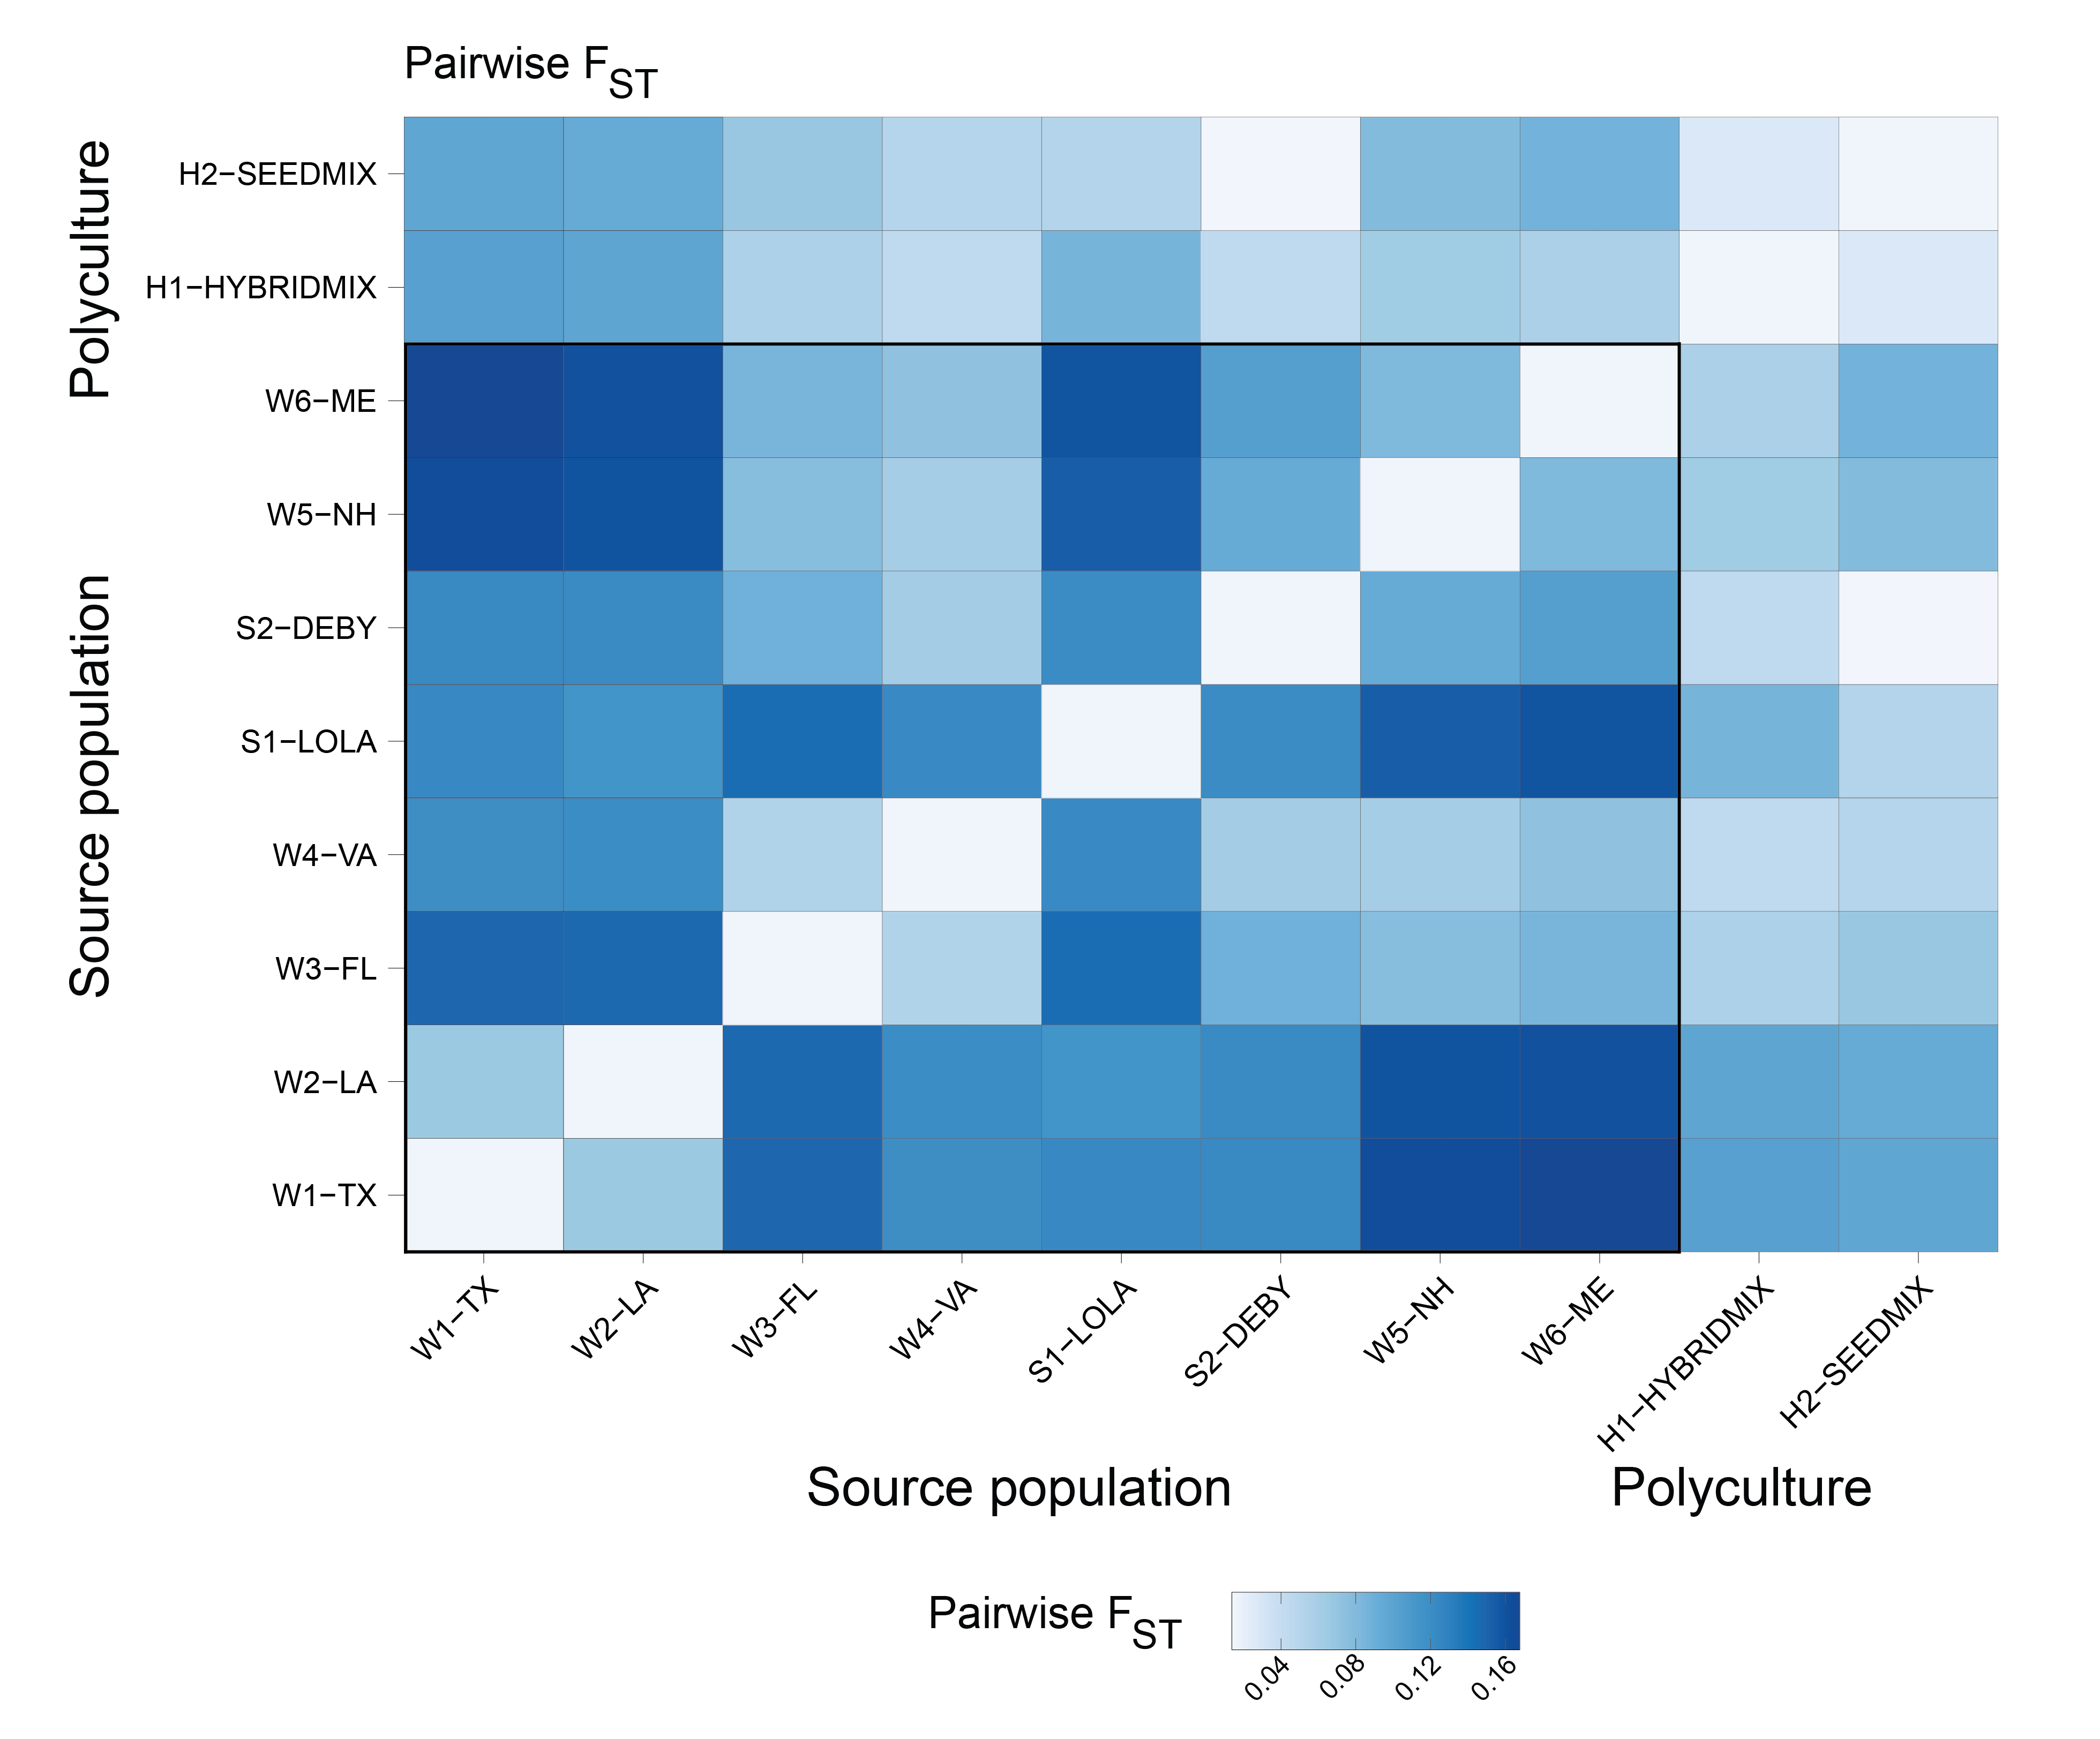 Pairwise FST
Polyculture
H2−SEEDMIX
H1−HYBRIDMIX
Source population
W6−ME
W5−NH
S2−DEBY
S1−LOLA
W4−VA
W3−FL
W2−LA
W1−TX
W1−TX
W2−LA
W3−FL
W4−VA
S1−LOLA
S2−DEBY
W5−NH
W6−ME
H1−HYBRIDMIX
H2−SEEDMIX
Source population
Polyculture
Pairwise FST
0.04
0.08
0.12
0.16